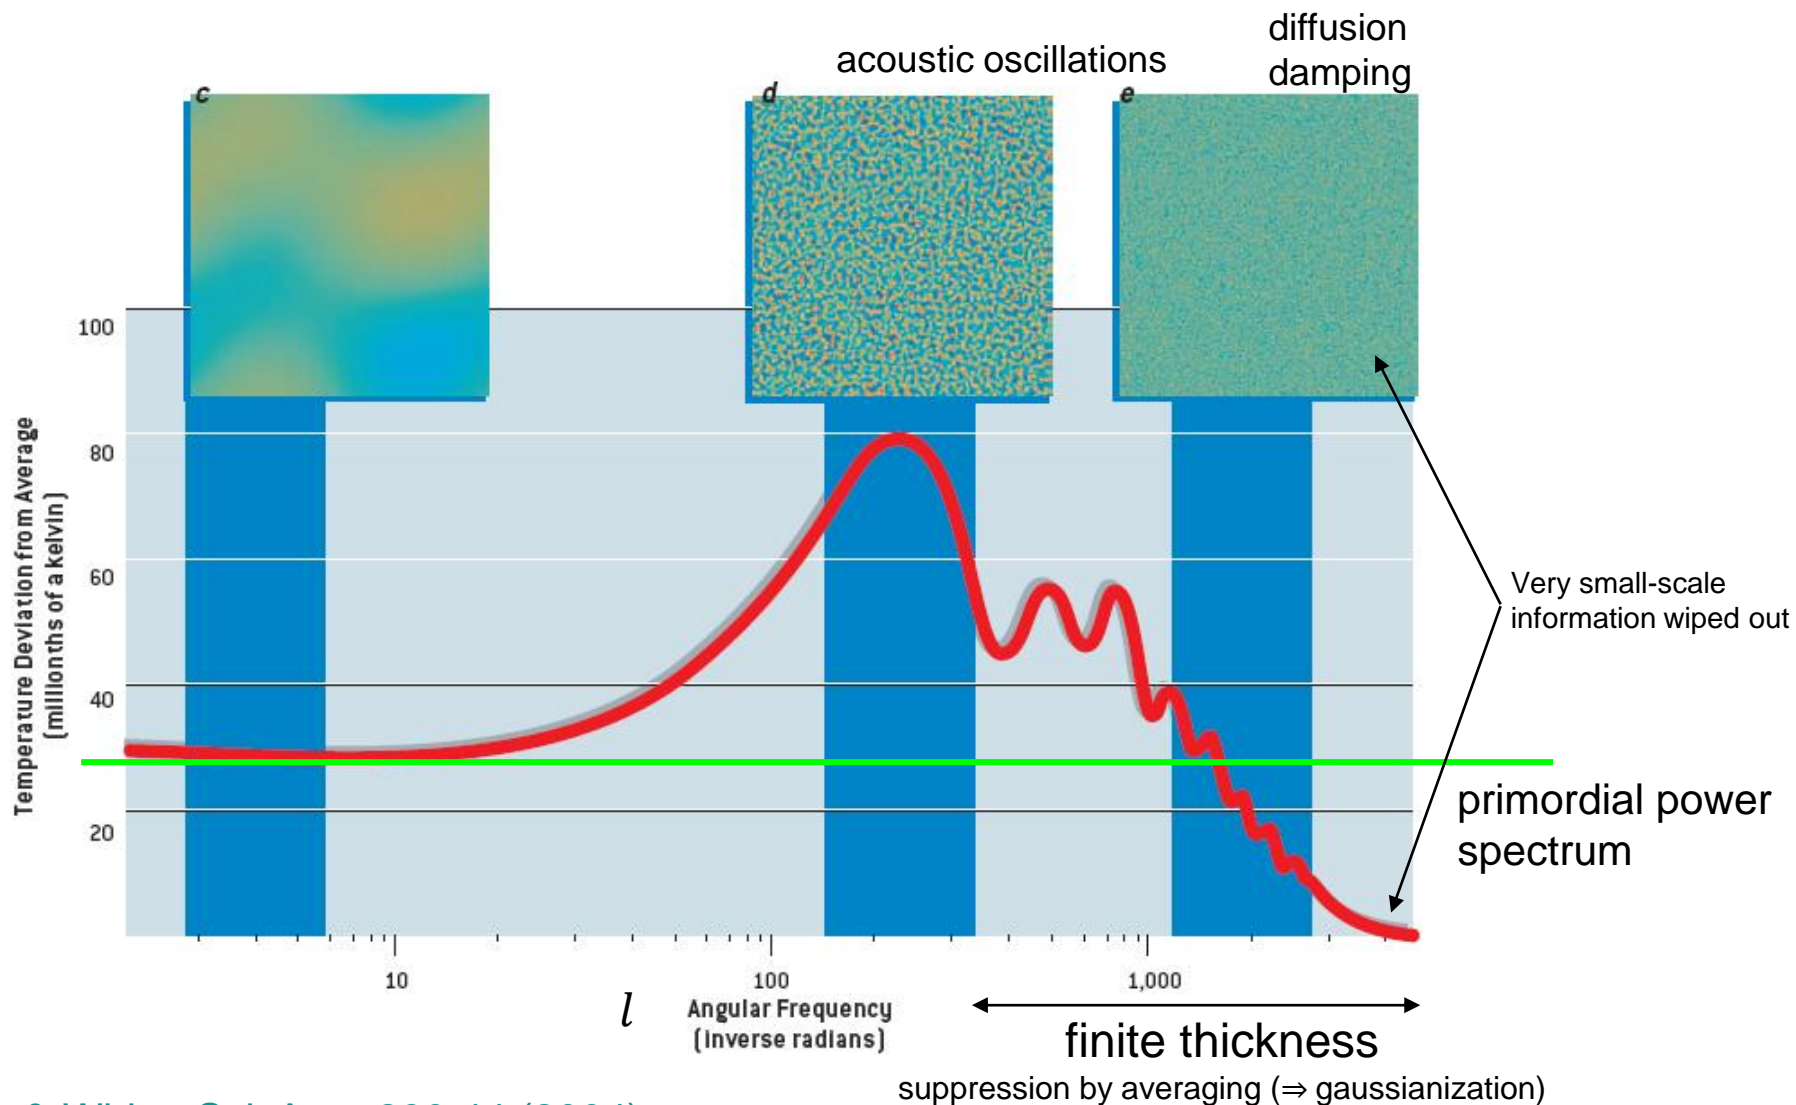 diffusion
damping
acoustic oscillations
c
d
e
100
80
60
40
20
Temperature Deviation from Average
(millionths of a kelvin)
Very small-scale
information wiped out
primordial power
spectrum
10
100
1,000
l
Angular Frequency
(inverse radians)
finite thickness
suppression by averaging (⇒ gaussianization)